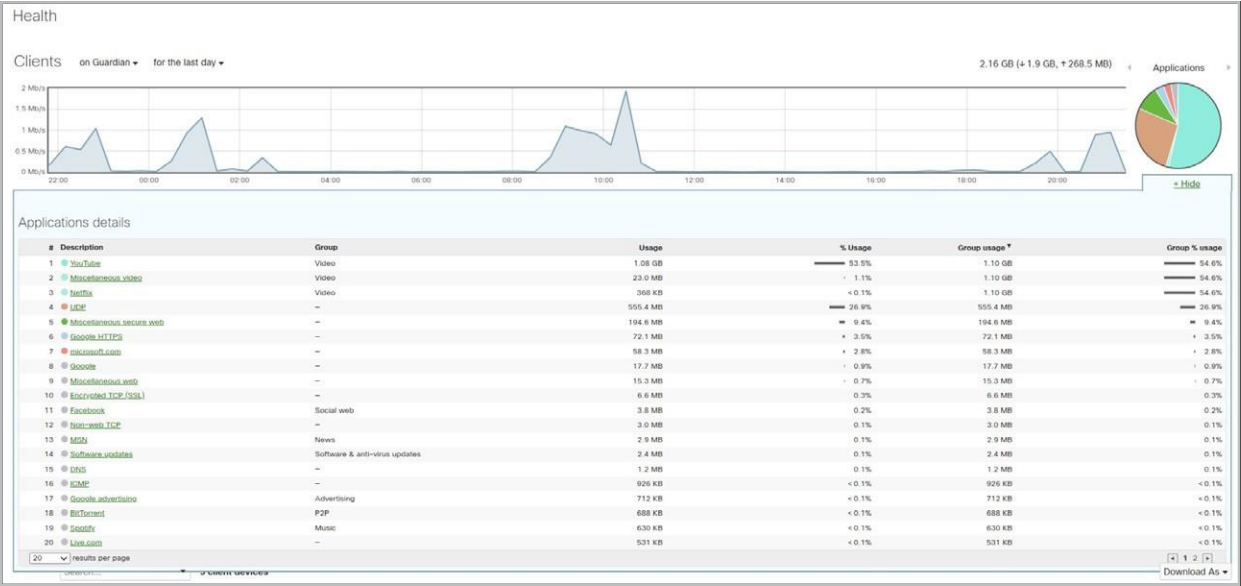 Health
Clients on Guardian for the last day 2.16 GB (↓ 1.9 GB, ↑ 268.5 MB) Applications
2 Mb/s
1.5 Mb/s
1 Mb/s
0.5 Mb/s
0 Mb/s
22:00 00:00 02:00 04:00 06:00 08:00 10:00 12:00 14:00 16:00 18:00 20:00
« Hide
Applications details
# Description Group Usage % Usage Group usage ▼ Group % usage
1 YouTube Video 1.08 GB 53.5% 1.10 GB 54.6%
2 Miscellaneous video Video 23.0 MB 1.1% 1.10 GB 54.6%
3 Netflix Video 368 KB < 0.1% 1.10 GB 54.6%
4 UDP – 555.4 MB 26.9% 555.4 MB 26.9%
5 Miscellaneous secure web – 194.6 MB 9.4% 194.6 MB 9.4%
6 Google HTTPS – 72.1 MB 3.5% 72.1 MB 3.5%
7 microsoft.com – 58.3 MB 2.8% 58.3 MB 2.8%
8 Google – 17.7 MB 0.9% 17.7 MB 0.9%
9 Miscellaneous web – 15.3 MB 0.7% 15.3 MB 0.7%
10 Encrypted TCP (SSL) – 6.6 MB 0.3% 6.6 MB 0.3%
11 Facebook Social web 3.8 MB 0.2% 3.8 MB 0.2%
12 Non-web TCP – 3.0 MB 0.1% 3.0 MB 0.1%
13 MSN News 2.9 MB 0.1% 2.9 MB 0.1%
14 Software updates Software & anti-virus updates 2.4 MB 0.1% 2.4 MB 0.1%
15 DNS – 1.2 MB 0.1% 1.2 MB 0.1%
16 ICMP – 926 KB < 0.1% 926 KB < 0.1%
17 Google advertising Advertising 712 KB < 0.1% 712 KB < 0.1%
18 BitTorrent P2P 688 KB < 0.1% 688 KB < 0.1%
19 Spotify Music 630 KB < 0.1% 630 KB < 0.1%
20 Live.com – 531 KB < 0.1% 531 KB < 0.1%
20 results per page 1 2
client devices Download As